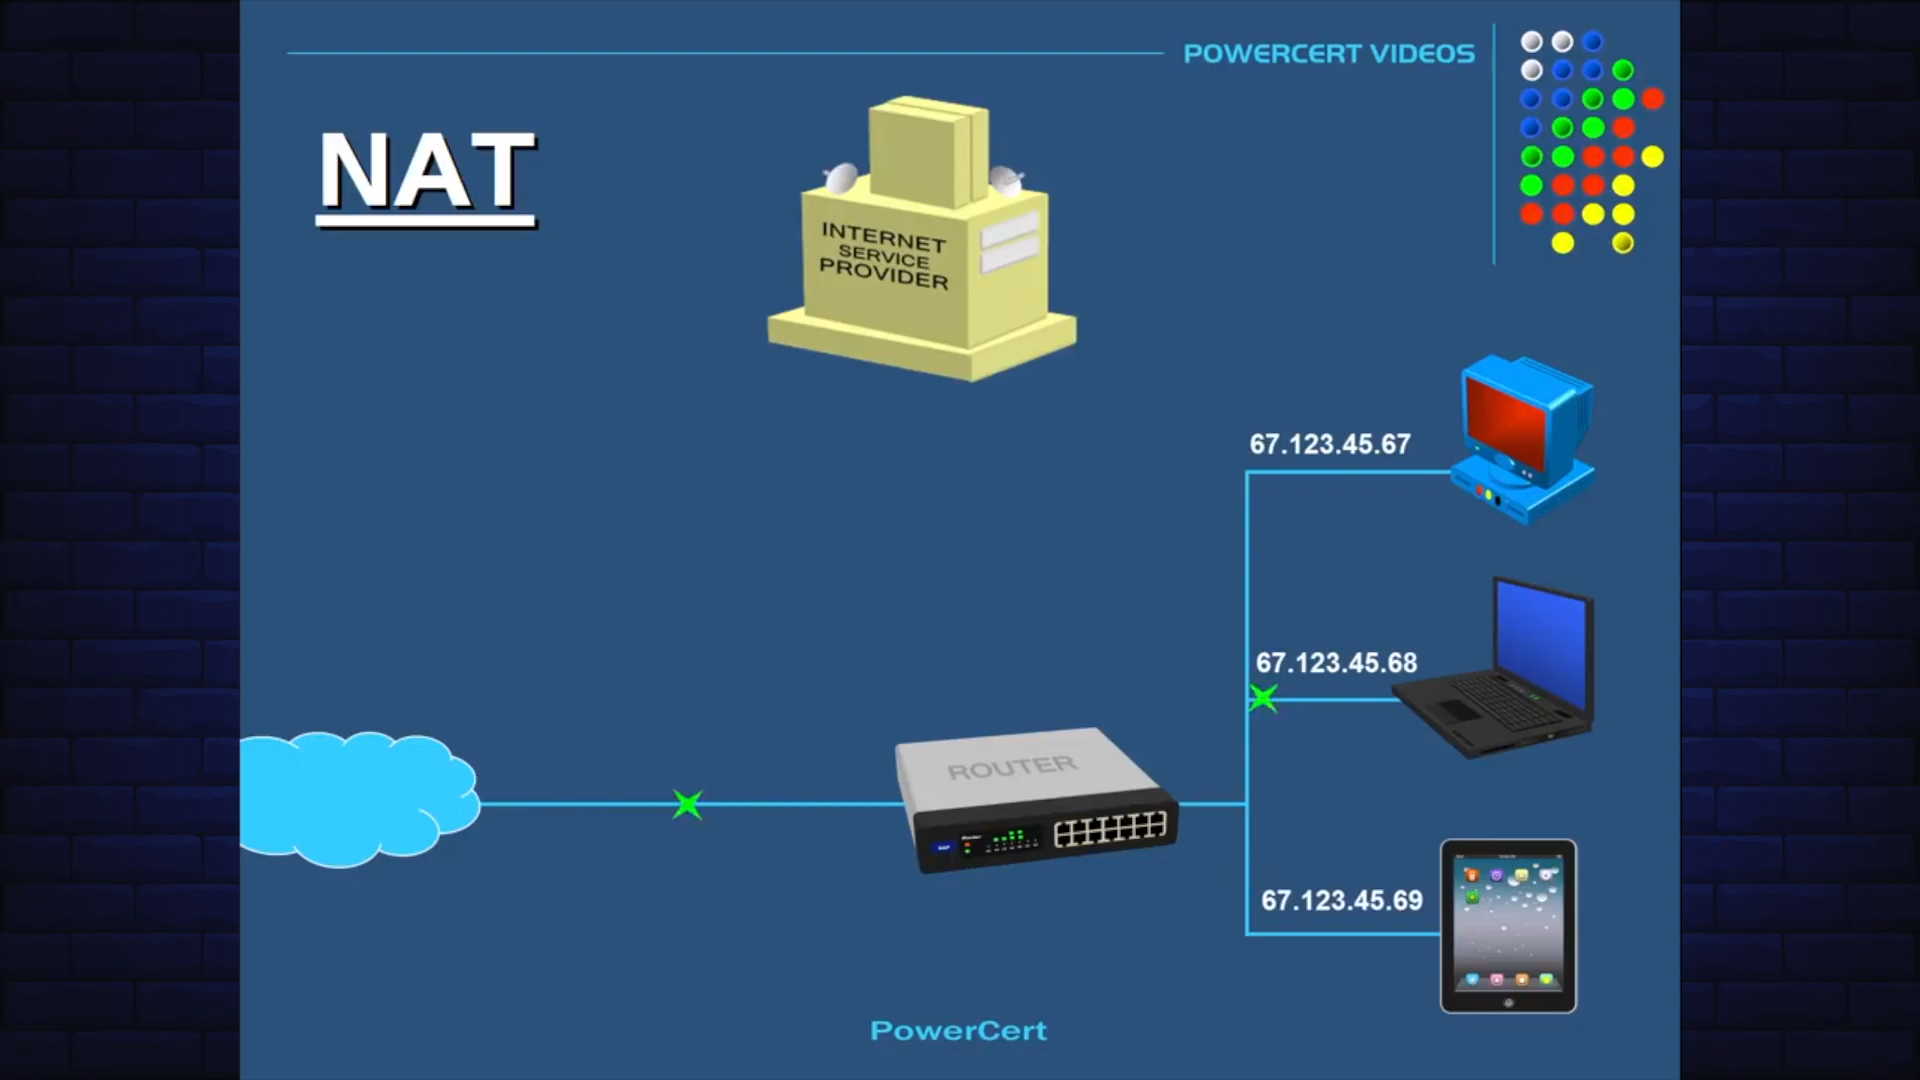 POWERCERT VIDEOS
NAT
INTERNET
SERVICE
PROVIDER
67.123.45.67
67.123.45.68
ROUTER
67.123.45.69
PowerCert